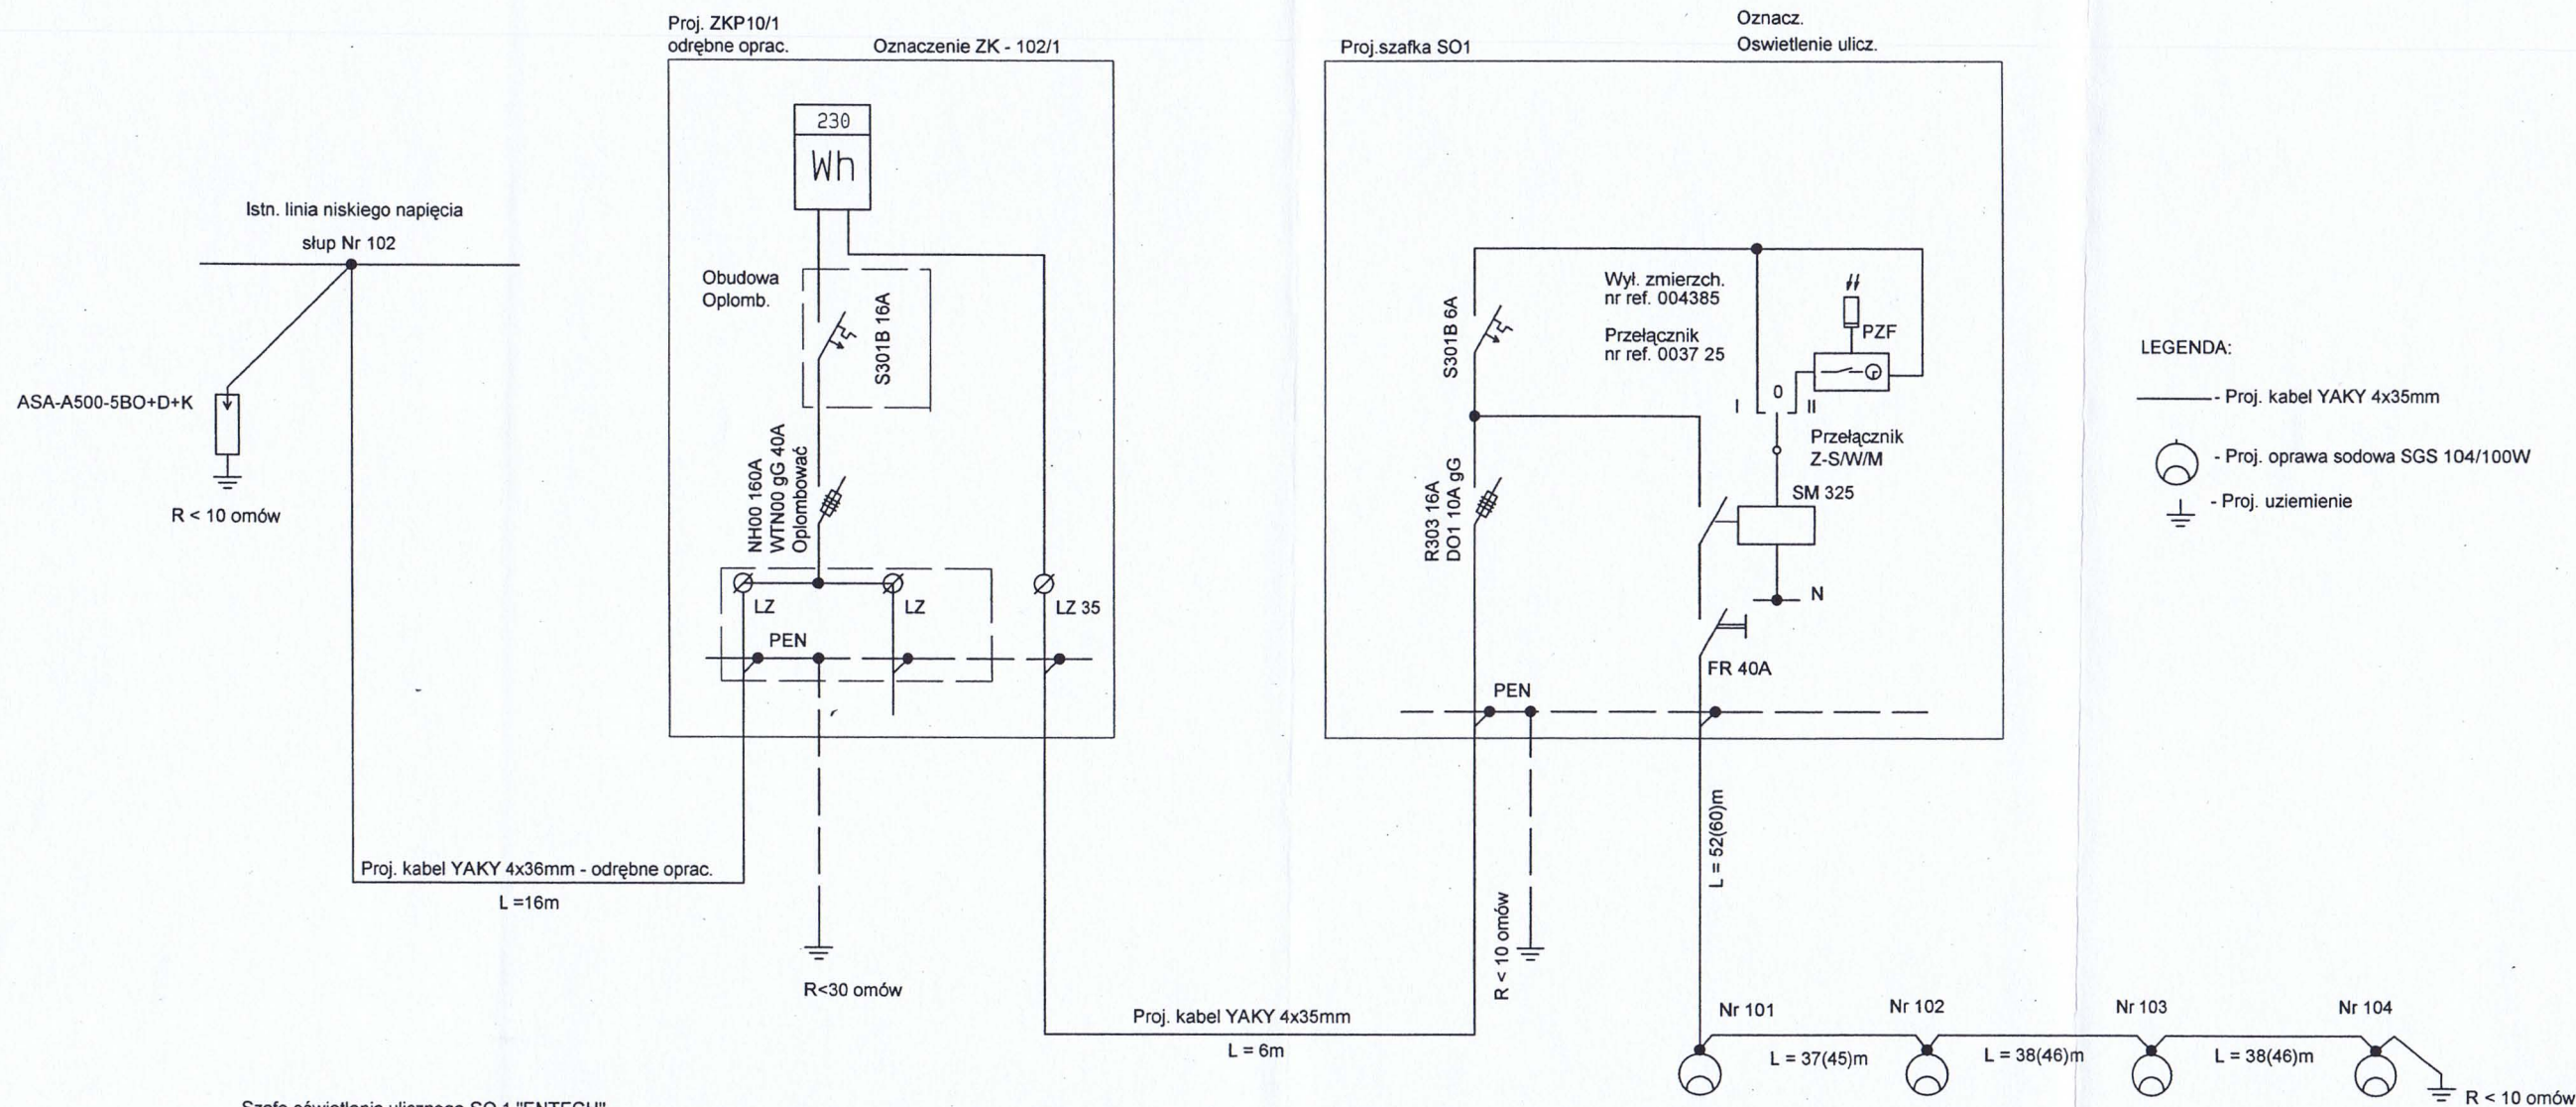 Proj. ZKP10/1
odrębne oprac.
Oznaczenie ZK - 102/1
Proj.szafka SO1
Oznacz.
Oswietlenie ulicz.
230
Wh
Istn. linia niskiego napięcia
słup Nr 102
ASA-A500-5BO+D+K
R < 10 omów
Obudowa
Oplomb.
S301B 16A
NH00 160A
WTN00 gG 40A
Oplombować
LZ
LZ
LZ 35
PEN
Proj. kabel YAKY 4x36mm - odrębne oprac.
L =16m
R<30 omów
Proj. kabel YAKY 4x35mm
L = 6m
S301B 6A
Wył. zmierzch.
nr ref. 004385
Przełącznik
nr ref. 0037 25
PZF
I
0
II
Przełącznik
Z-S/W/M
SM 325
R303 16A
DO1 10A gG
N
FR 40A
PEN
R < 10 omów
L = 52(60)m
Nr 101
Nr 102
Nr 103
Nr 104
L = 37(45)m
L = 38(46)m
L = 38(46)m
R < 10 omów
LEGENDA:
- Proj. kabel YAKY 4x35mm
- Proj. oprawa sodowa SGS 104/100W
- Proj. uziemienie